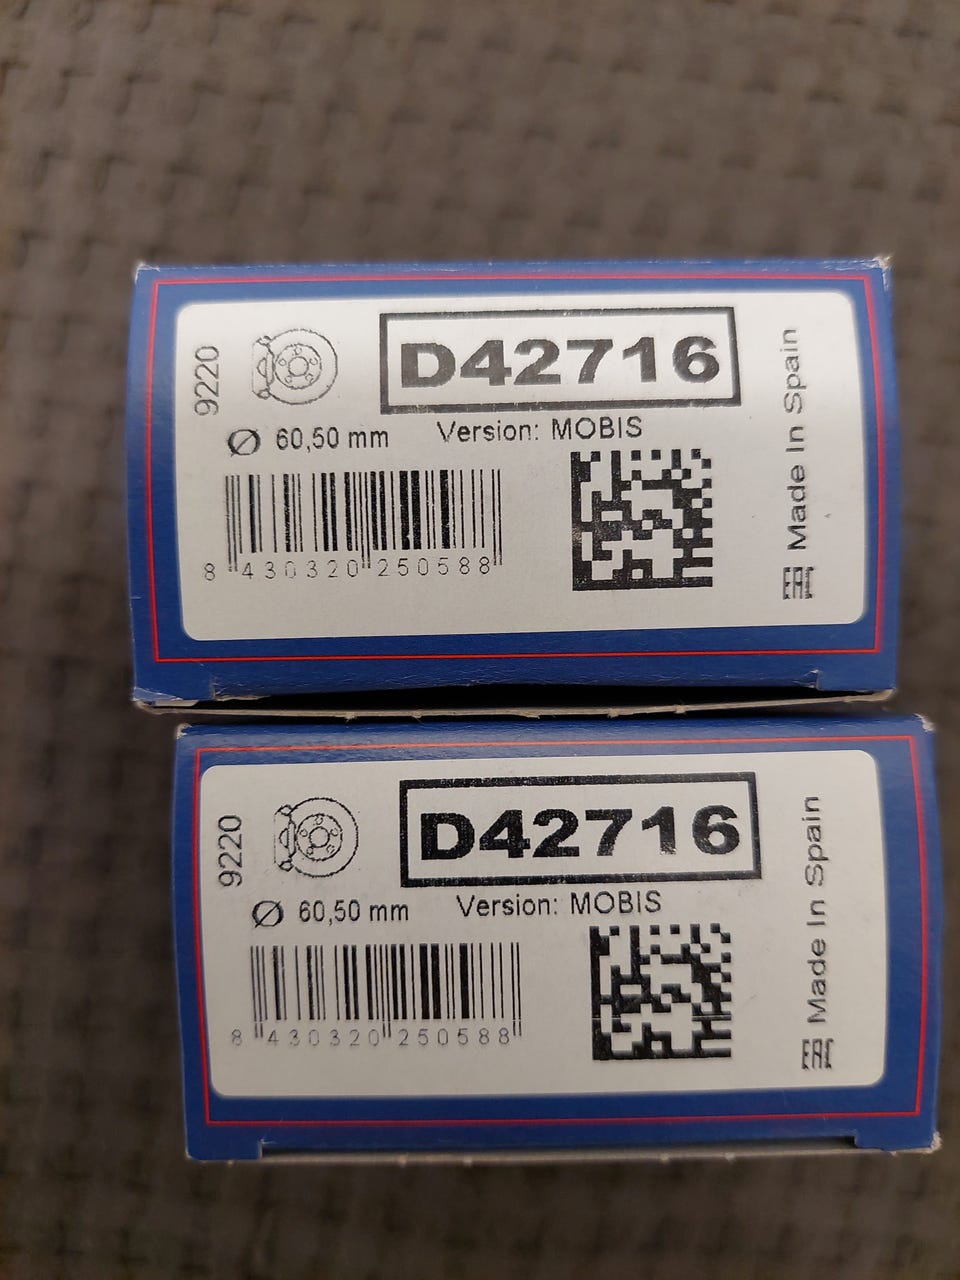 9220
D42716
Ø 60,50 mm
Version: MOBIS
8 430320 250588
Made In Spain
EAC
9220
D42716
Ø 60,50 mm
Version: MOBIS
8 430320 250588
Made In Spain
EAC